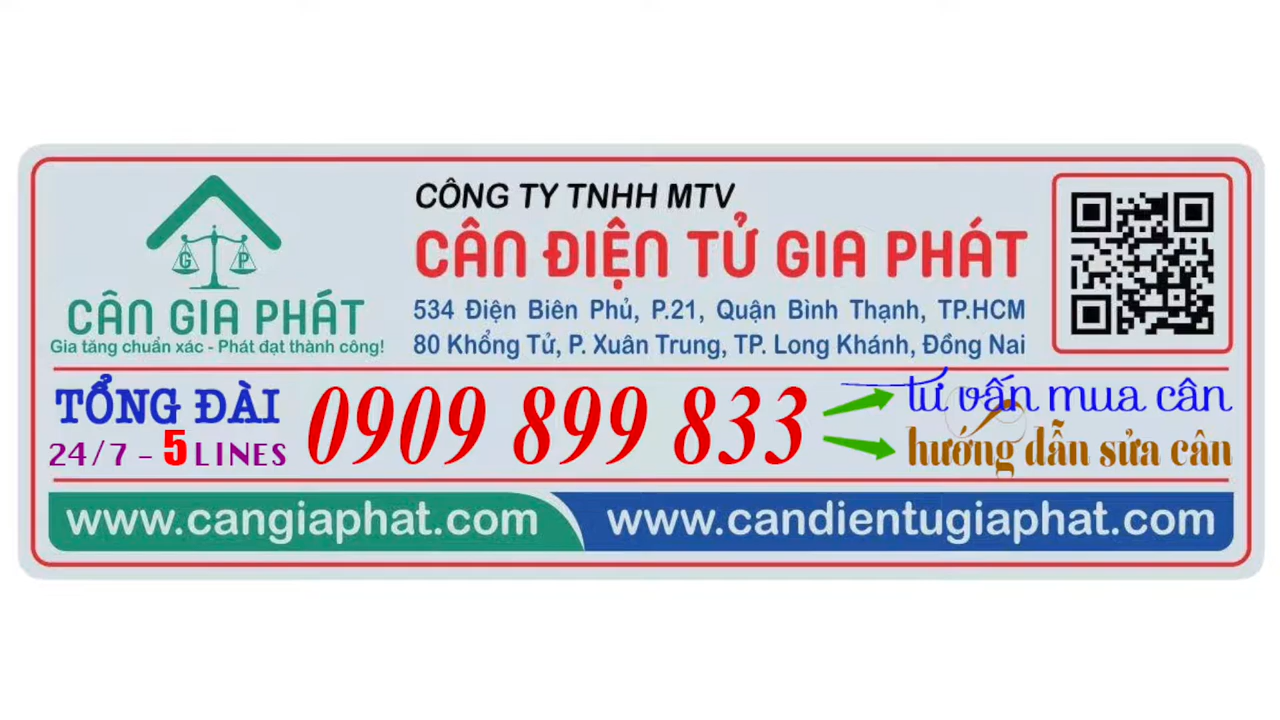 G P
CÂN GIA PHÁT
Gia tăng chuẩn xác - Phát đạt thành công!
CÔNG TY TNHH MTV
CÂN ĐIỆN TỬ GIA PHÁT
534 Điện Biên Phủ, P.21, Quận Bình Thạnh, TP.HCM
80 Khổng Tử, P. Xuân Trung, TP. Long Khánh, Đồng Nai
TỔNG ĐÀI
24/7 - 5 LINES
0909 899 833
tư vấn mua cân
hướng dẫn sửa cân
www.cangiaphat.com
www.candientugiaphat.com